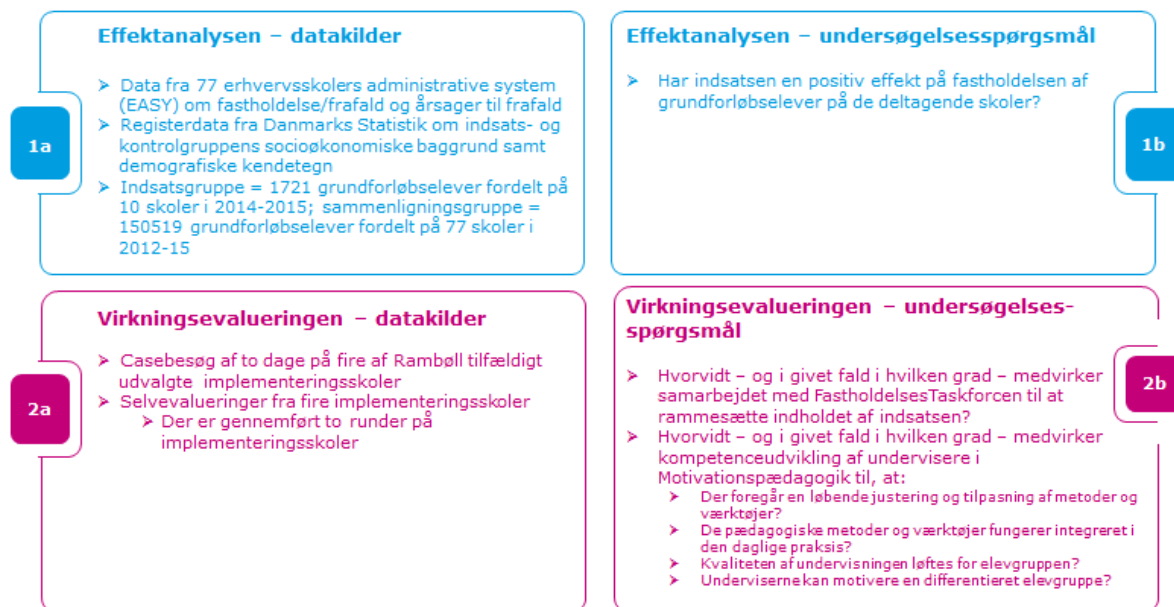 Effektanalysen – datakilder
➢ Data fra 77 erhvervsskolers administrative system
(EASY) om fastholdelse/frafald og årsager til frafald
➢ Registerdata fra Danmarks Statistik om indsats- og
kontrolgruppens socioøkonomiske baggrund samt
demografiske kendetegn
➢ Indsatsgruppe = 1721 grundforløbselever fordelt på
10 skoler i 2014-2015; sammenligningsgruppe =
150519 grundforløbselever fordelt på 77 skoler i
2012-15
1a
Effektanalysen – undersøgelsesspørgsmål
➢ Har indsatsen en positiv effekt på fastholdelsen af
grundforløbselever på de deltagende skoler?
1b
Virkningsevalueringen – datakilder
➢ Casebesøg af to dage på fire af Rambøll tilfældigt
udvalgte implementeringsskoler
➢ Selvevalueringer fra fire implementeringsskoler
➢ Der er gennemført to runder på
implementeringsskoler
2a
Virkningsevalueringen – undersøgelses-
spørgsmål
➢ Hvorvidt – og i givet fald i hvilken grad – medvirker
samarbejdet med FastholdelsesTaskforcen til at
rammesætte indholdet af indsatsen?
➢ Hvorvidt – og i givet fald i hvilken grad – medvirker
kompetenceudvikling af undervisere i
Motivationspædagogik til, at:
➢ Der foregår en løbende justering og tilpasning af metoder og
værktøjer?
➢ De pædagogiske metoder og værktøjer fungerer integreret i
den daglige praksis?
➢ Kvaliteten af undervisningen løftes for elevgruppen?
➢ Underviserne kan motivere en differentieret elevgruppe?
2b